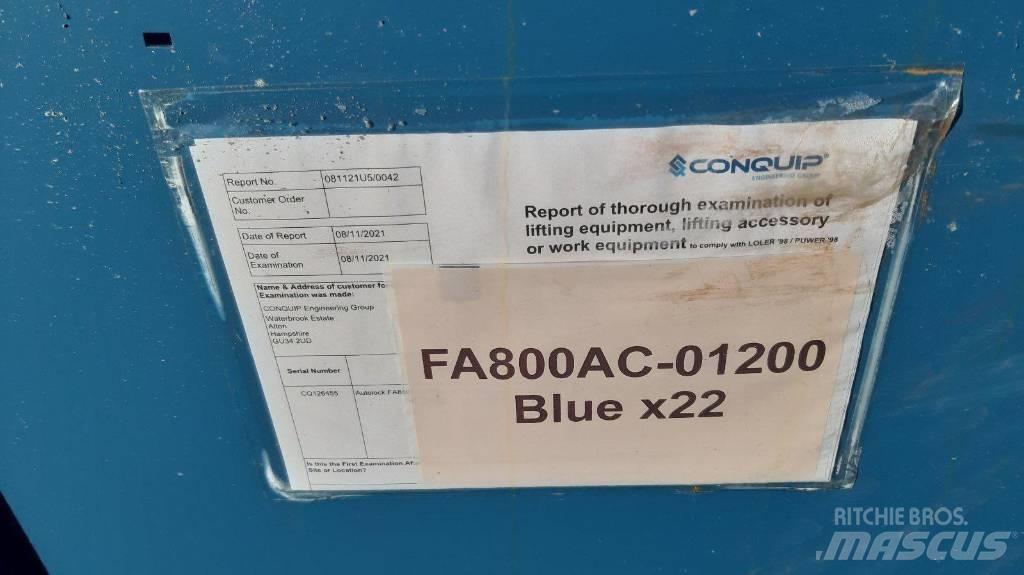 CONQUIP
ENGINEERING GROUP
Report No. 081121U5/0042
Customer Order
No:
Report of thorough examination of
lifting equipment, lifting accessory
or work equipment to comply with LOLER '98 / PUWER '98
Date of Report 08/11/2021
Date of
Examination 08/11/2021
Name & Address of customer for
Examination was made:
CONQUIP Engineering Group
Waterbrook Estate
Alton
Hampshire
GU34 2UD
Serial Number
CQ126455 Autolock
Is this the First Examination
Site or Location?
FA800AC-01200
Blue x22
RITCHIE BROS.
MASCUS